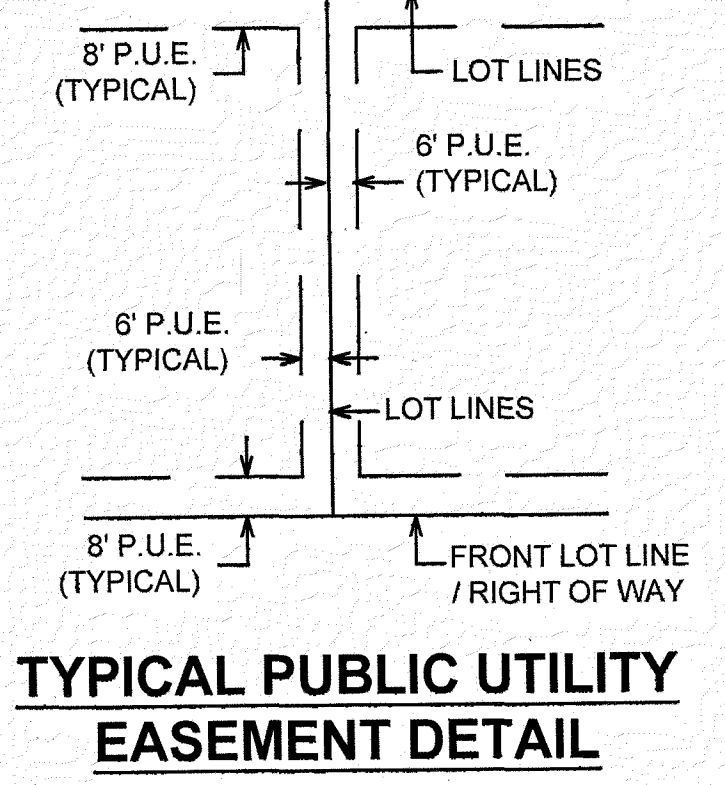 8' P.U.E.
(TYPICAL)
LOT LINES
6' P.U.E.
(TYPICAL)
6' P.U.E.
(TYPICAL)
LOT LINES
8' P.U.E.
(TYPICAL)
FRONT LOT LINE
/ RIGHT OF WAY
TYPICAL PUBLIC UTILITY
EASEMENT DETAIL